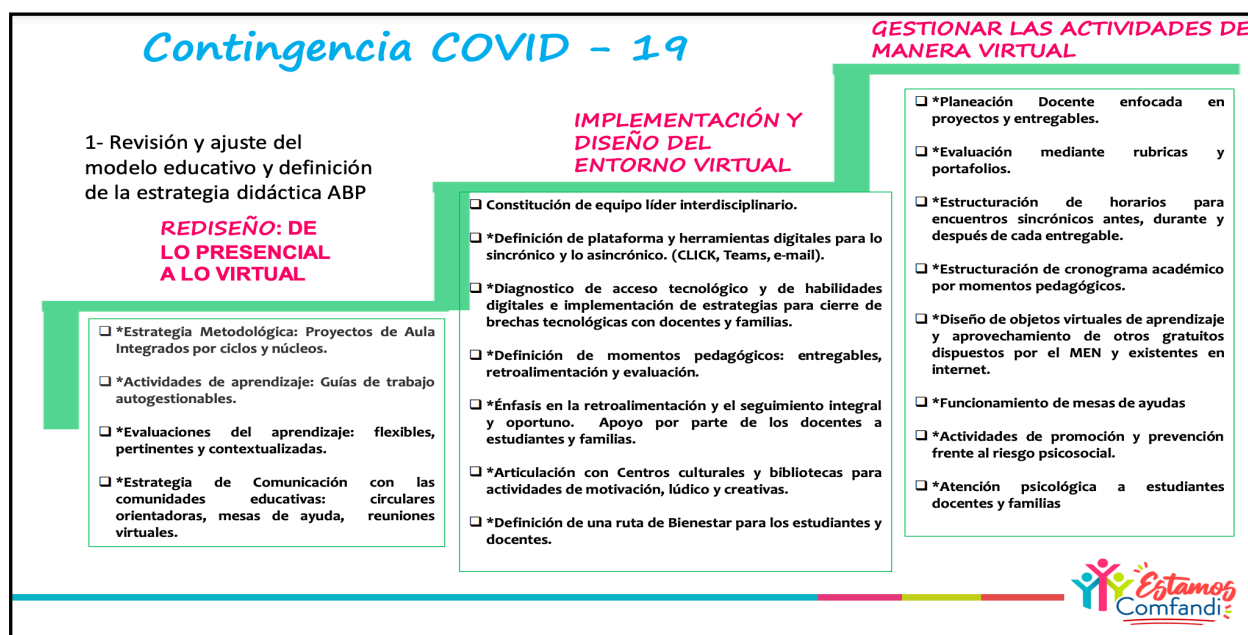 Contingencia COVID - 19
1- Revisión y ajuste del
modelo educativo y definición
de la estrategia didáctica ABP
REDISEÑO: DE
LO PRESENCIAL
A LO VIRTUAL
❑ *Estrategia Metodológica: Proyectos de Aula
Integrados por ciclos y núcleos.
❑ *Actividades de aprendizaje: Guías de trabajo
autogestionables.
❑ *Evaluaciones del aprendizaje: flexibles,
pertinentes y contextualizadas.
❑ *Estrategia de Comunicación con las
comunidades educativas: circulares
orientadoras, mesas de ayuda, reuniones
virtuales.
IMPLEMENTACIÓN Y
DISEÑO DEL
ENTORNO VIRTUAL
❑ Constitución de equipo líder interdisciplinario.
❑ *Definición de plataforma y herramientas digitales para lo
sincrónico y lo asincrónico. (CLICK, Teams, e-mail).
❑ *Diagnostico de acceso tecnológico y de habilidades
digitales e implementación de estrategias para cierre de
brechas tecnológicas con docentes y familias.
❑ *Definición de momentos pedagógicos: entregables,
retroalimentación y evaluación.
❑ *Énfasis en la retroalimentación y el seguimiento integral
y oportuno. Apoyo por parte de los docentes a
estudiantes y familias.
❑ *Articulación con Centros culturales y bibliotecas para
actividades de motivación, lúdico y creativas.
❑ *Definición de una ruta de Bienestar para los estudiantes y
docentes.
GESTIONAR LAS ACTIVIDADES DE
MANERA VIRTUAL
❑ *Planeación Docente enfocada en
proyectos y entregables.
❑ *Evaluación mediante rubricas y
portafolios.
❑ *Estructuración de horarios para
encuentros sincrónicos antes, durante y
después de cada entregable.
❑ *Estructuración de cronograma académico
por momentos pedagógicos.
❑ *Diseño de objetos virtuales de aprendizaje
y aprovechamiento de otros gratuitos
dispuestos por el MEN y existentes en
internet.
❑ *Funcionamiento de mesas de ayudas
❑ *Actividades de promoción y prevención
frente al riesgo psicosocial.
❑ *Atención psicológica a estudiantes
docentes y familias
Estamos
Comfandi